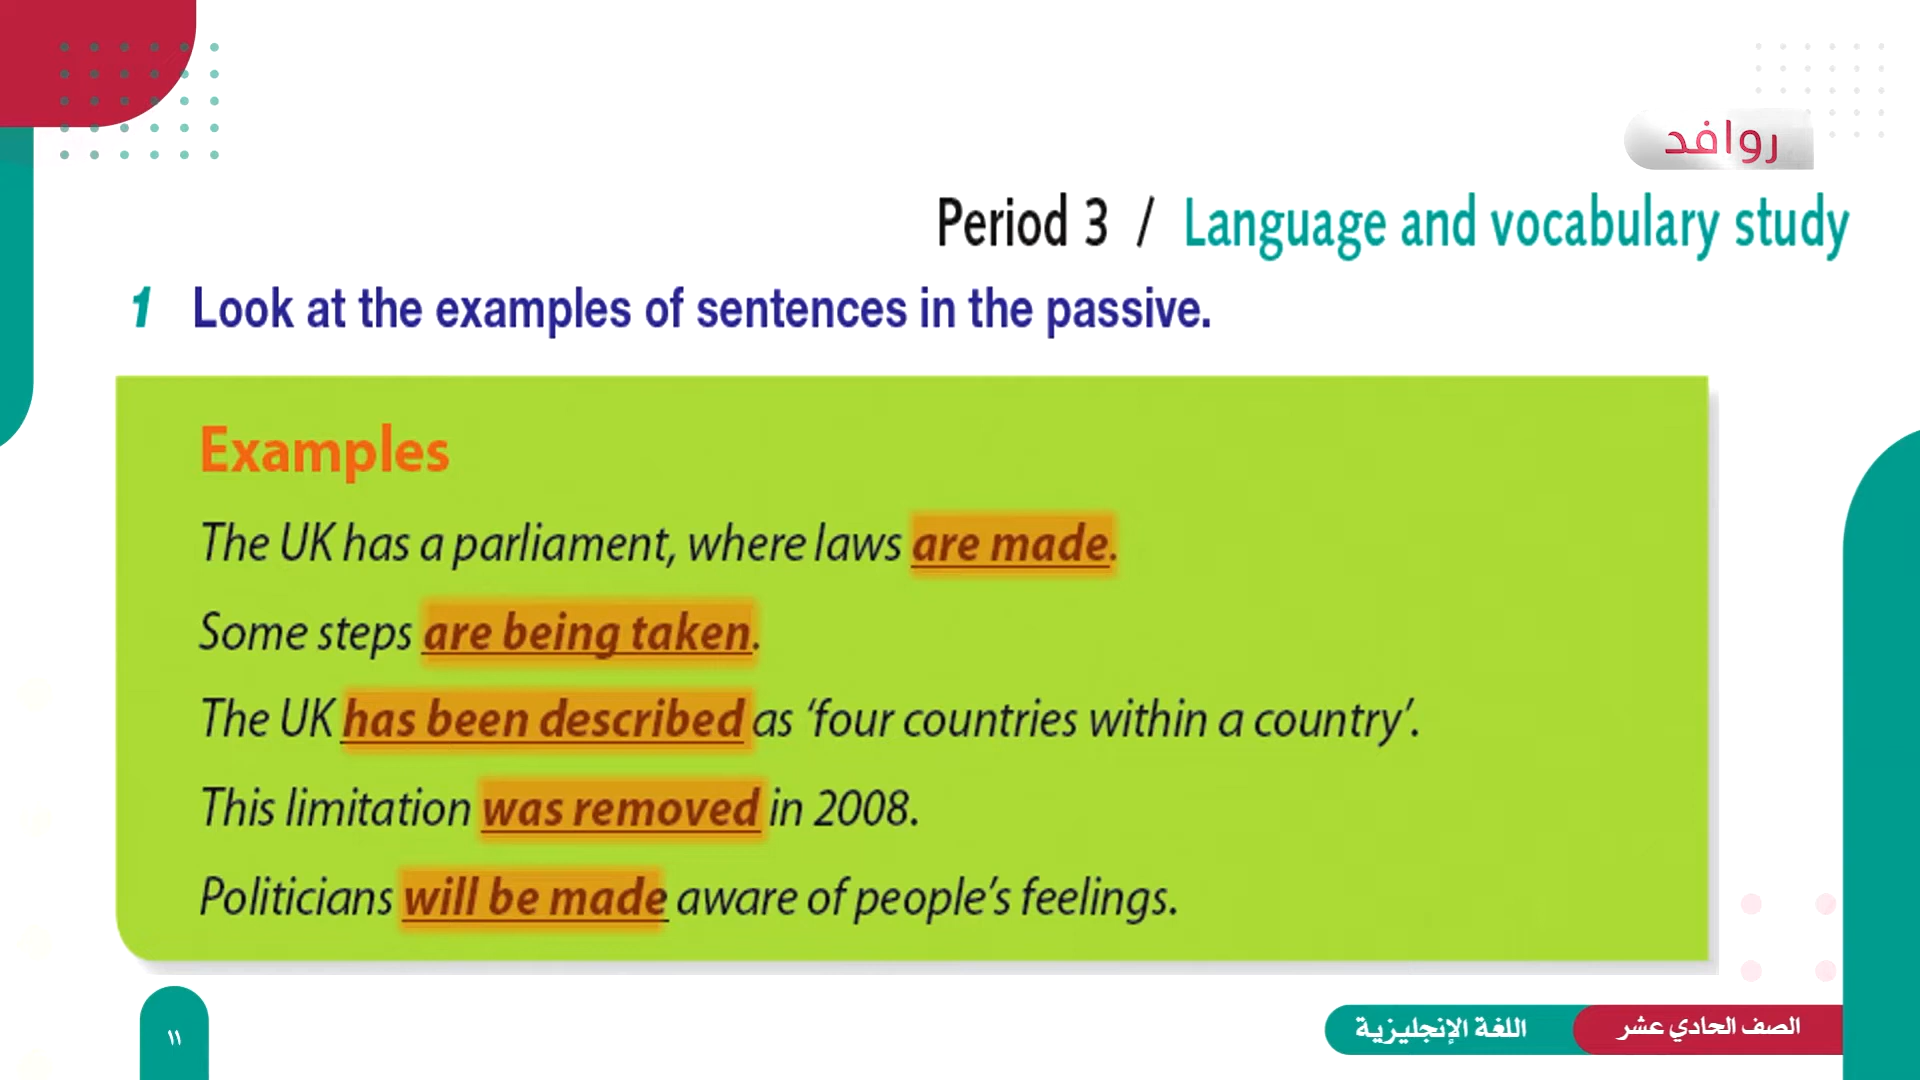 روافد
Period 3 / Language and vocabulary study
1 Look at the examples of sentences in the passive.
Examples
The UK has a parliament, where laws are made.
Some steps are being taken.
The UK has been described as ‘four countries within a country’.
This limitation was removed in 2008.
Politicians will be made aware of people’s feelings.
١١
الصف الحادي عشر
اللغة الإنجليزية